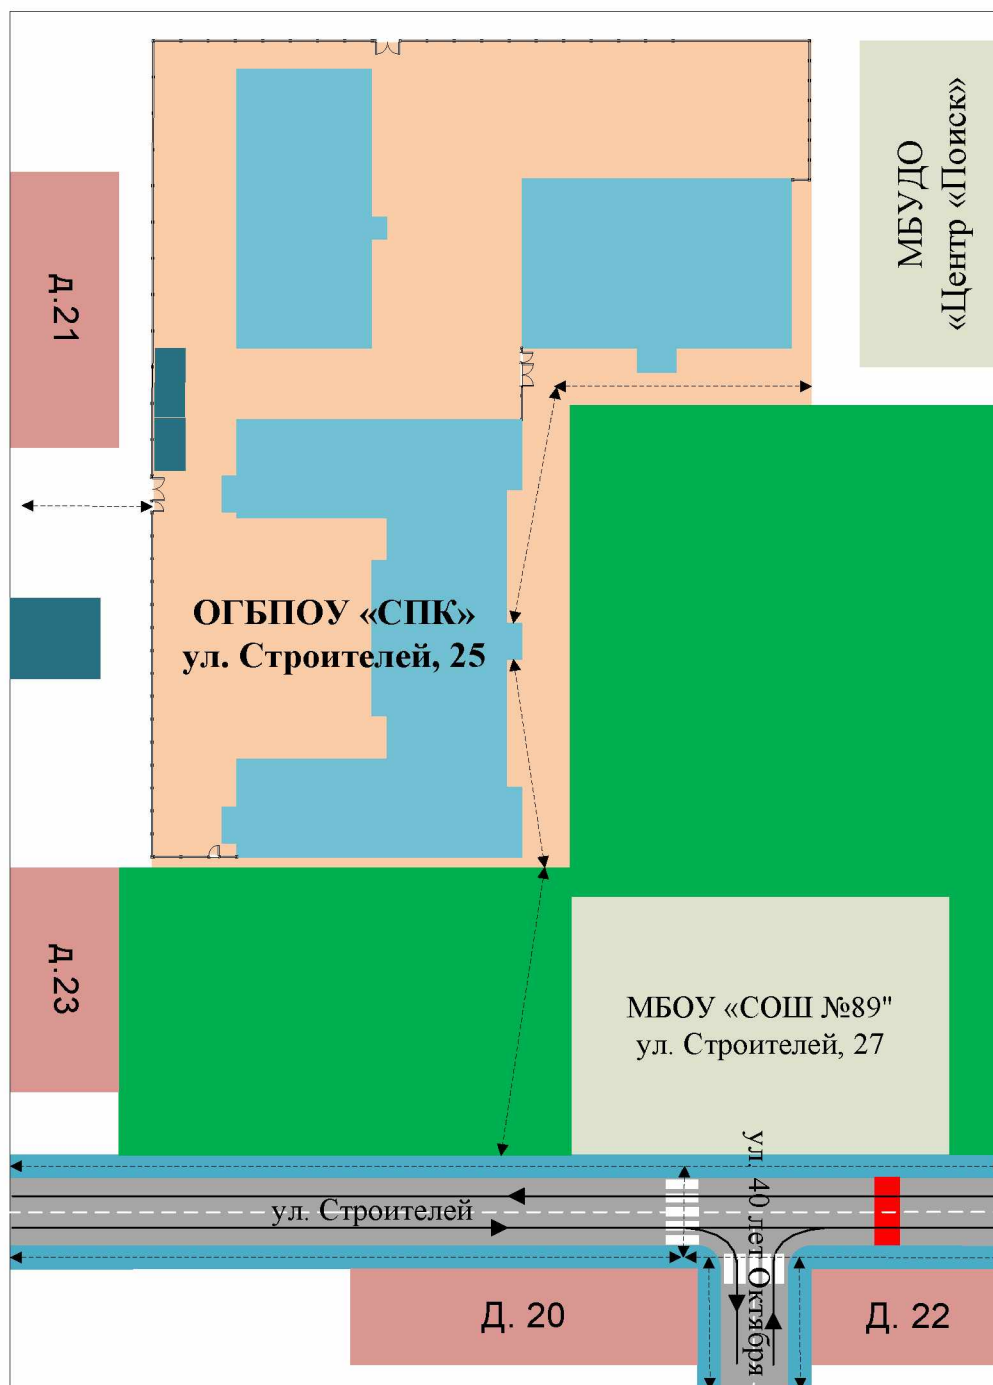 МБУДО
«Центр «Поиск»
д.21
ОГБПОУ «СПК»
ул. Строителей, 25
д.23
МБОУ «СОШ №89"
ул. Строителей, 27
ул. 40 лет Октября
ул. Строителей
Д. 20
Д. 22